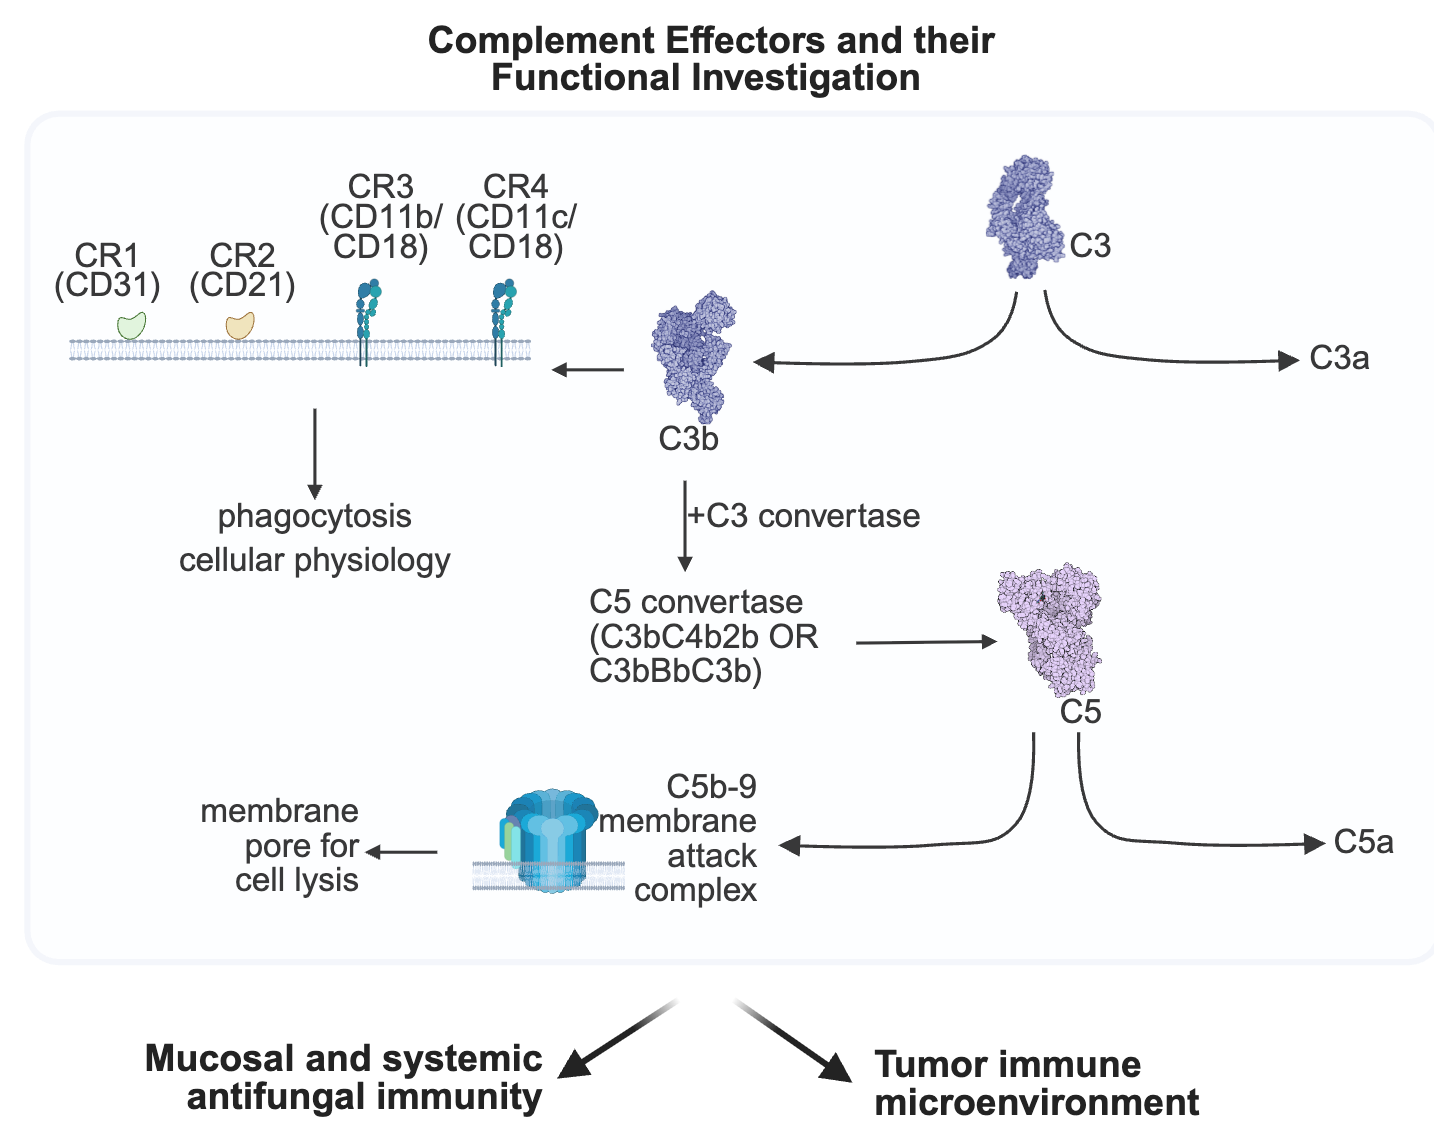 Complement Effectors and their
Functional Investigation
CR1
(CD31)
CR2
(CD21)
CR3
(CD11b/
CD18)
CR4
(CD11c/
CD18)
C3
C3a
C3b
phagocytosis
cellular physiology
+C3 convertase
C5 convertase
(C3bC4b2b OR
C3bBbC3b)
C5
C5a
C5b-9
membrane
attack
complex
membrane
pore for
cell lysis
Mucosal and systemic
antifungal immunity
Tumor immune
microenvironment